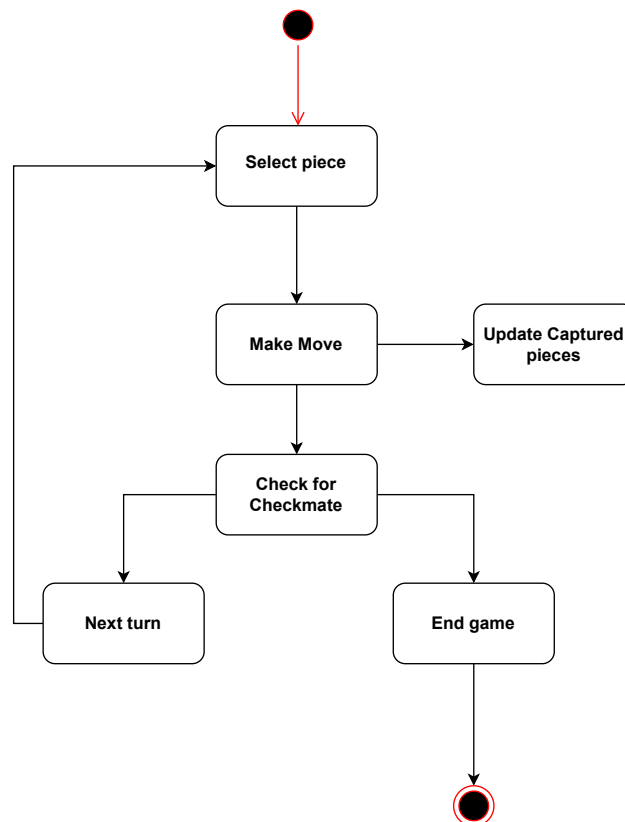 Select piece
Make Move
Update Captured
pieces
Check for
Checkmate
Next turn
End game